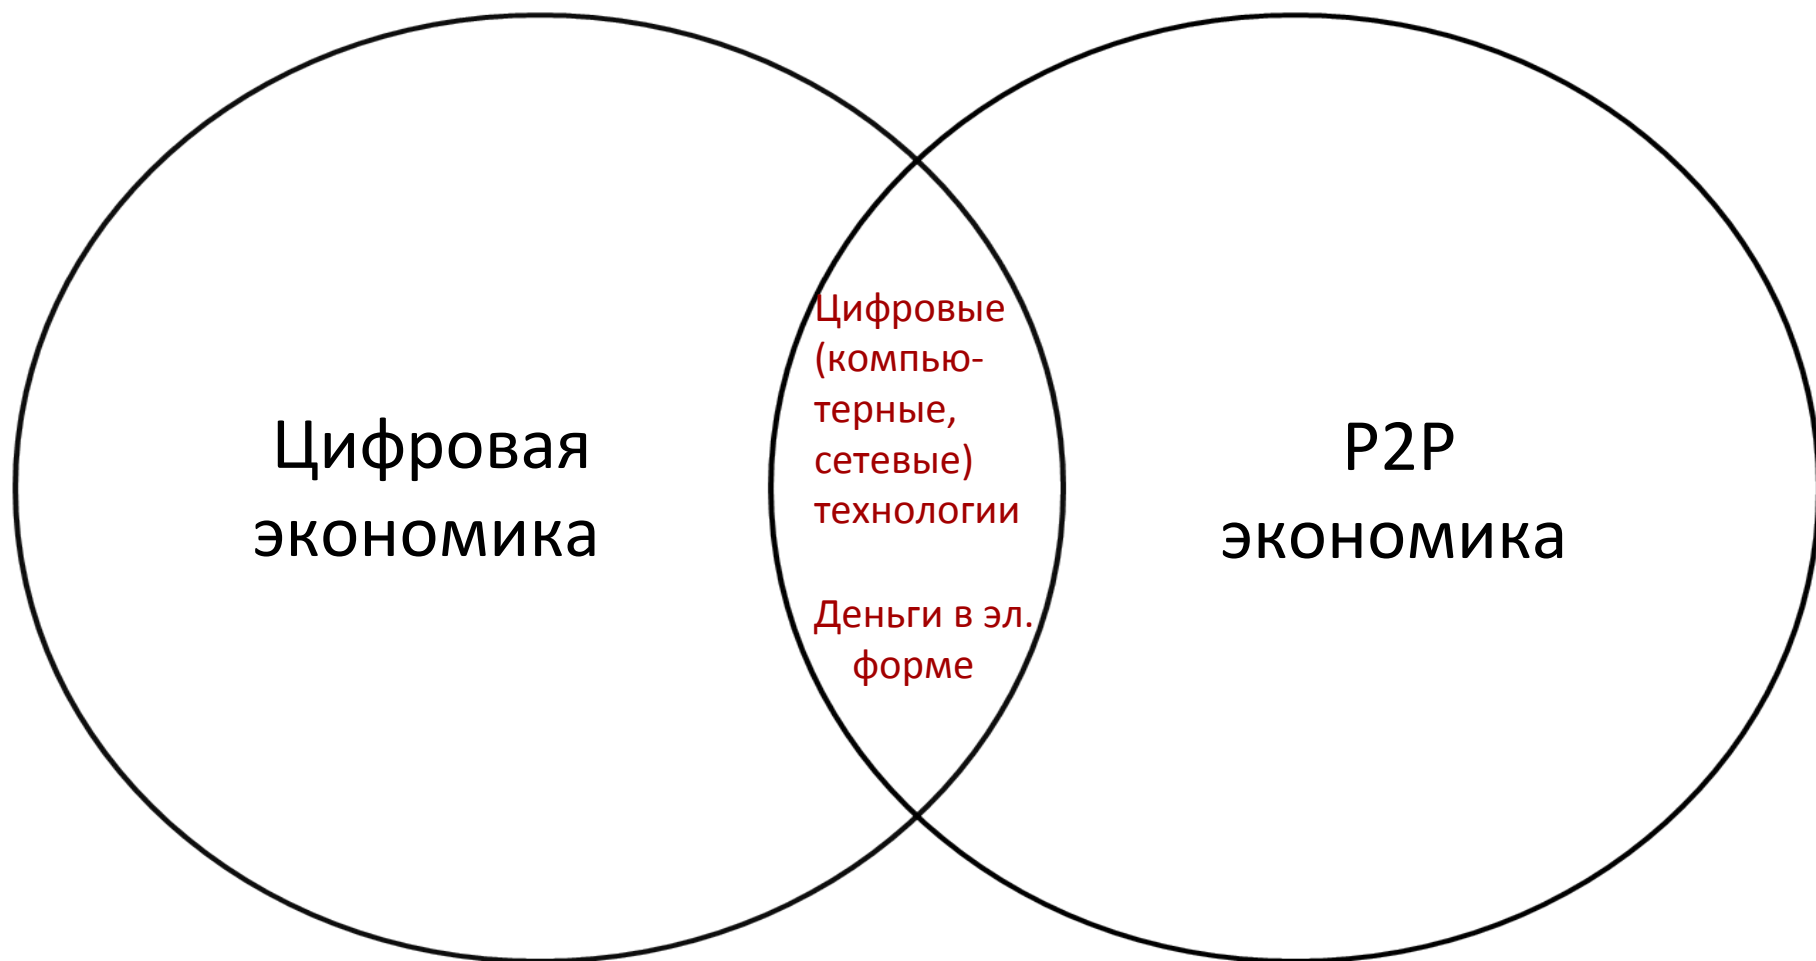 Цифровая
экономика
Цифровые
(компью-
терные,
сетевые)
технологии
Деньги в эл.
форме
P2P
экономика